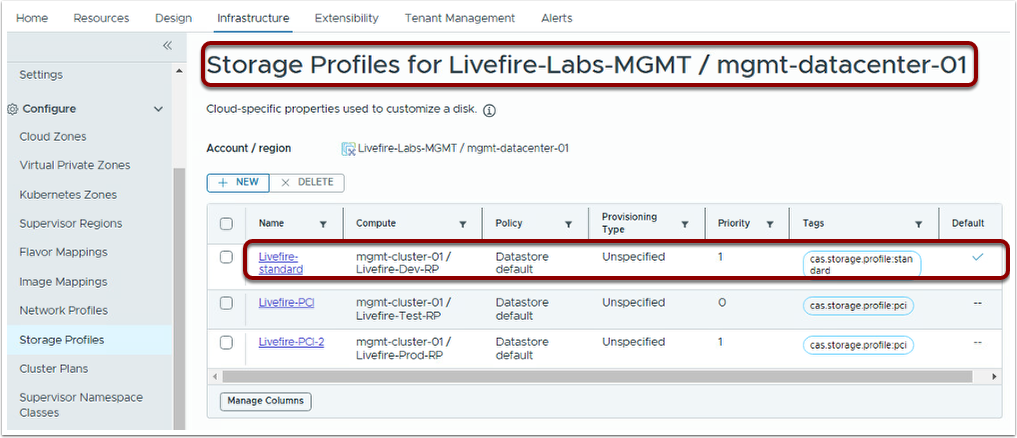 Home Resources Design Infrastructure Extensibility Tenant Management Alerts
Settings
Configure
Cloud Zones
Virtual Private Zones
Kubernetes Zones
Supervisor Regions
Flavor Mappings
Image Mappings
Network Profiles
Storage Profiles
Cluster Plans
Supervisor Namespace
Classes
Storage Profiles for Livefire-Labs-MGMT / mgmt-datacenter-01
Cloud-specific properties used to customize a disk.
Account / region Livefire-Labs-MGMT / mgmt-datacenter-01
+ NEW × DELETE
Name Compute Policy Provisioning Type Priority Tags Default
Livefire- mgmt-cluster-01 / Datastore Unspecified 1 cas.storage.profile:stan
standard Livefire-Dev-RP default dard
Livefire-PCI mgmt-cluster-01 / Datastore Unspecified 0 cas.storage.profile:pci --
Livefire-Test-RP default
Livefire-PCI-2 mgmt-cluster-01 / Datastore Unspecified 1 cas.storage.profile:pci --
Livefire-Prod-RP default
Manage Columns